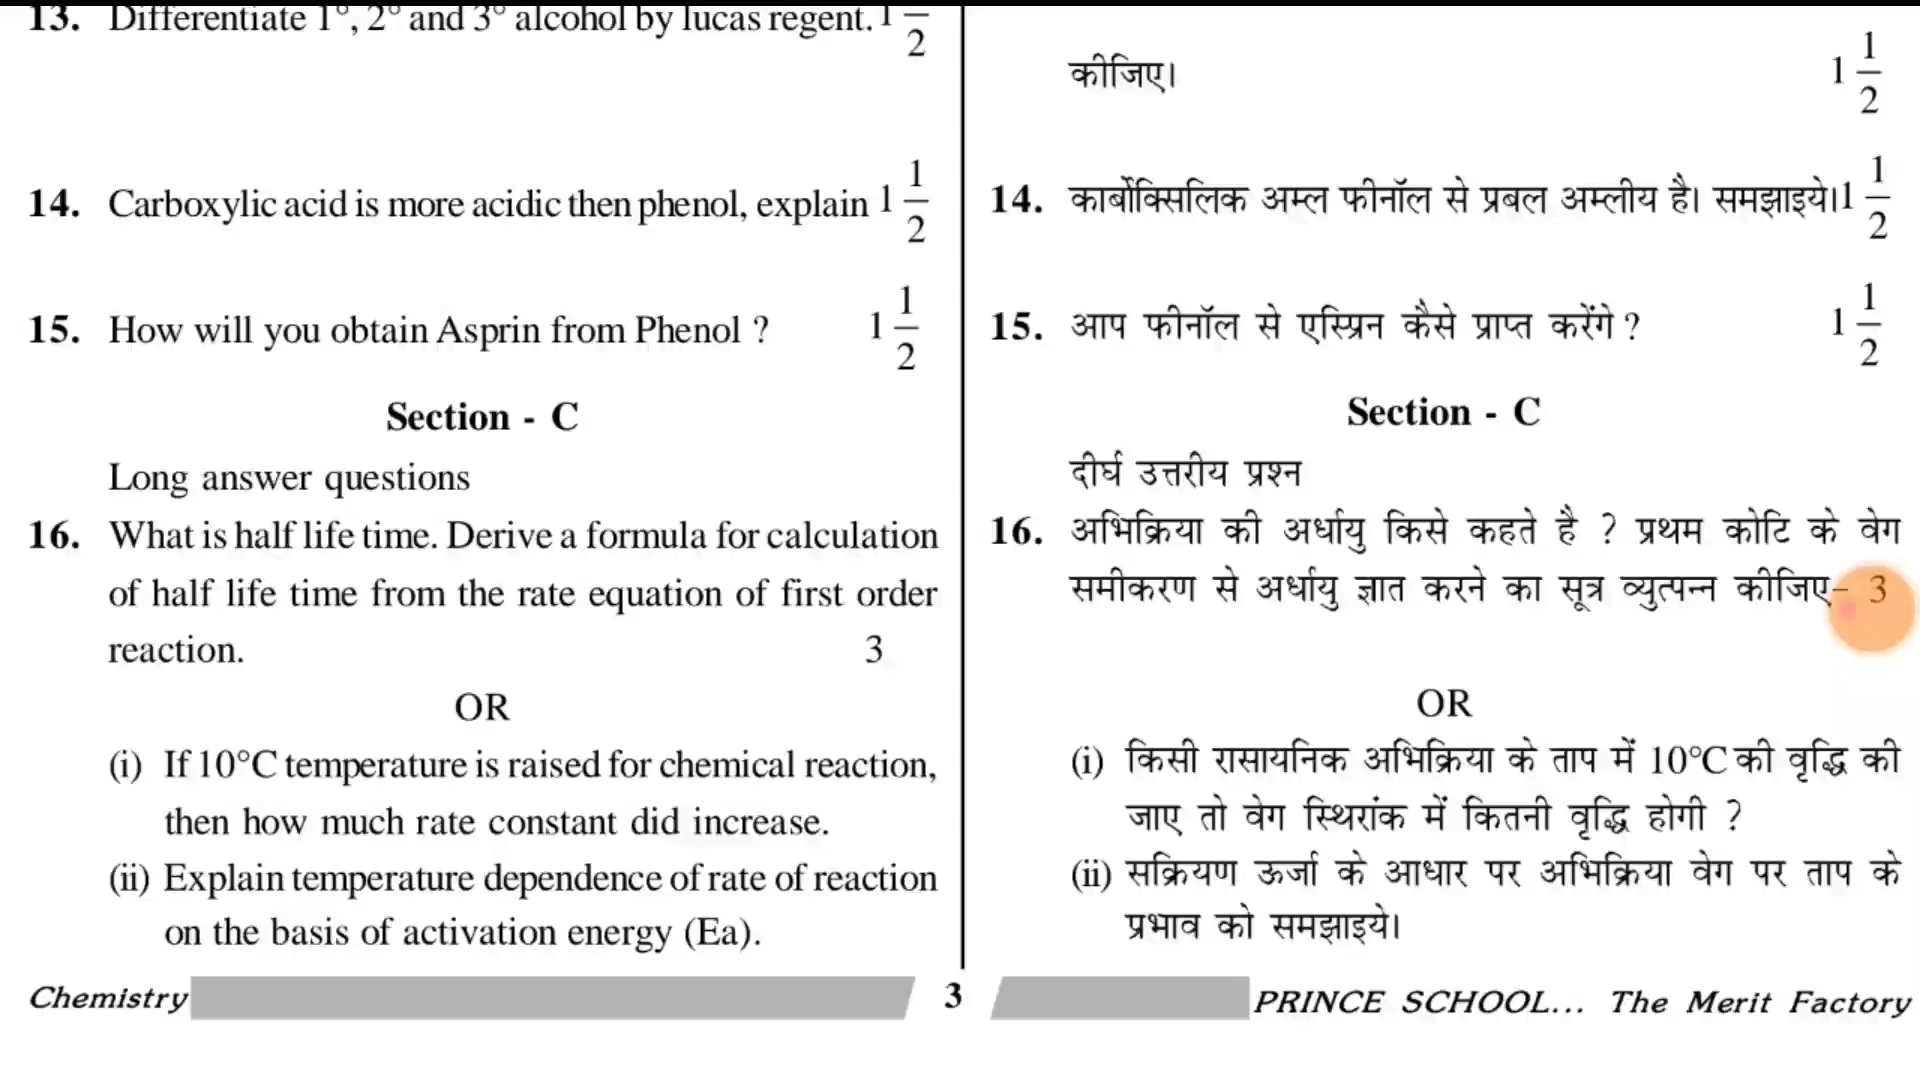 13. Differentiate 1°, 2° and 3° alcohol by lucas regent. 1 1/2
14. Carboxylic acid is more acidic then phenol, explain 1 1/2
15. How will you obtain Asprin from Phenol ? 1 1/2
Section - C
Long answer questions
16. What is half life time. Derive a formula for calculation
of half life time from the rate equation of first order
reaction. 3
OR
(i) If 10°C temperature is raised for chemical reaction,
then how much rate constant did increase.
(ii) Explain temperature dependence of rate of reaction
on the basis of activation energy (Ea).
कीजिए। 1 1/2
14. कार्बोक्सिलिक अम्ल फीनॉल से प्रबल अम्लीय है। समझाइये। 1 1/2
15. आप फीनॉल से एस्प्रिन कैसे प्राप्त करेंगे ? 1 1/2
Section - C
दीर्घ उत्तरीय प्रश्न
16. अभिक्रिया की अर्धायु किसे कहते है ? प्रथम कोटि के वेग
समीकरण से अर्धायु ज्ञात करने का सूत्र व्युत्पन्न कीजिए- 3
OR
(i) किसी रासायनिक अभिक्रिया के ताप में 10°C की वृद्धि की
जाए तो वेग स्थिरांक में कितनी वृद्धि होगी ?
(ii) सक्रियण ऊर्जा के आधार पर अभिक्रिया वेग पर ताप के
प्रभाव को समझाइये।
Chemistry 3 PRINCE SCHOOL... The Merit Factory